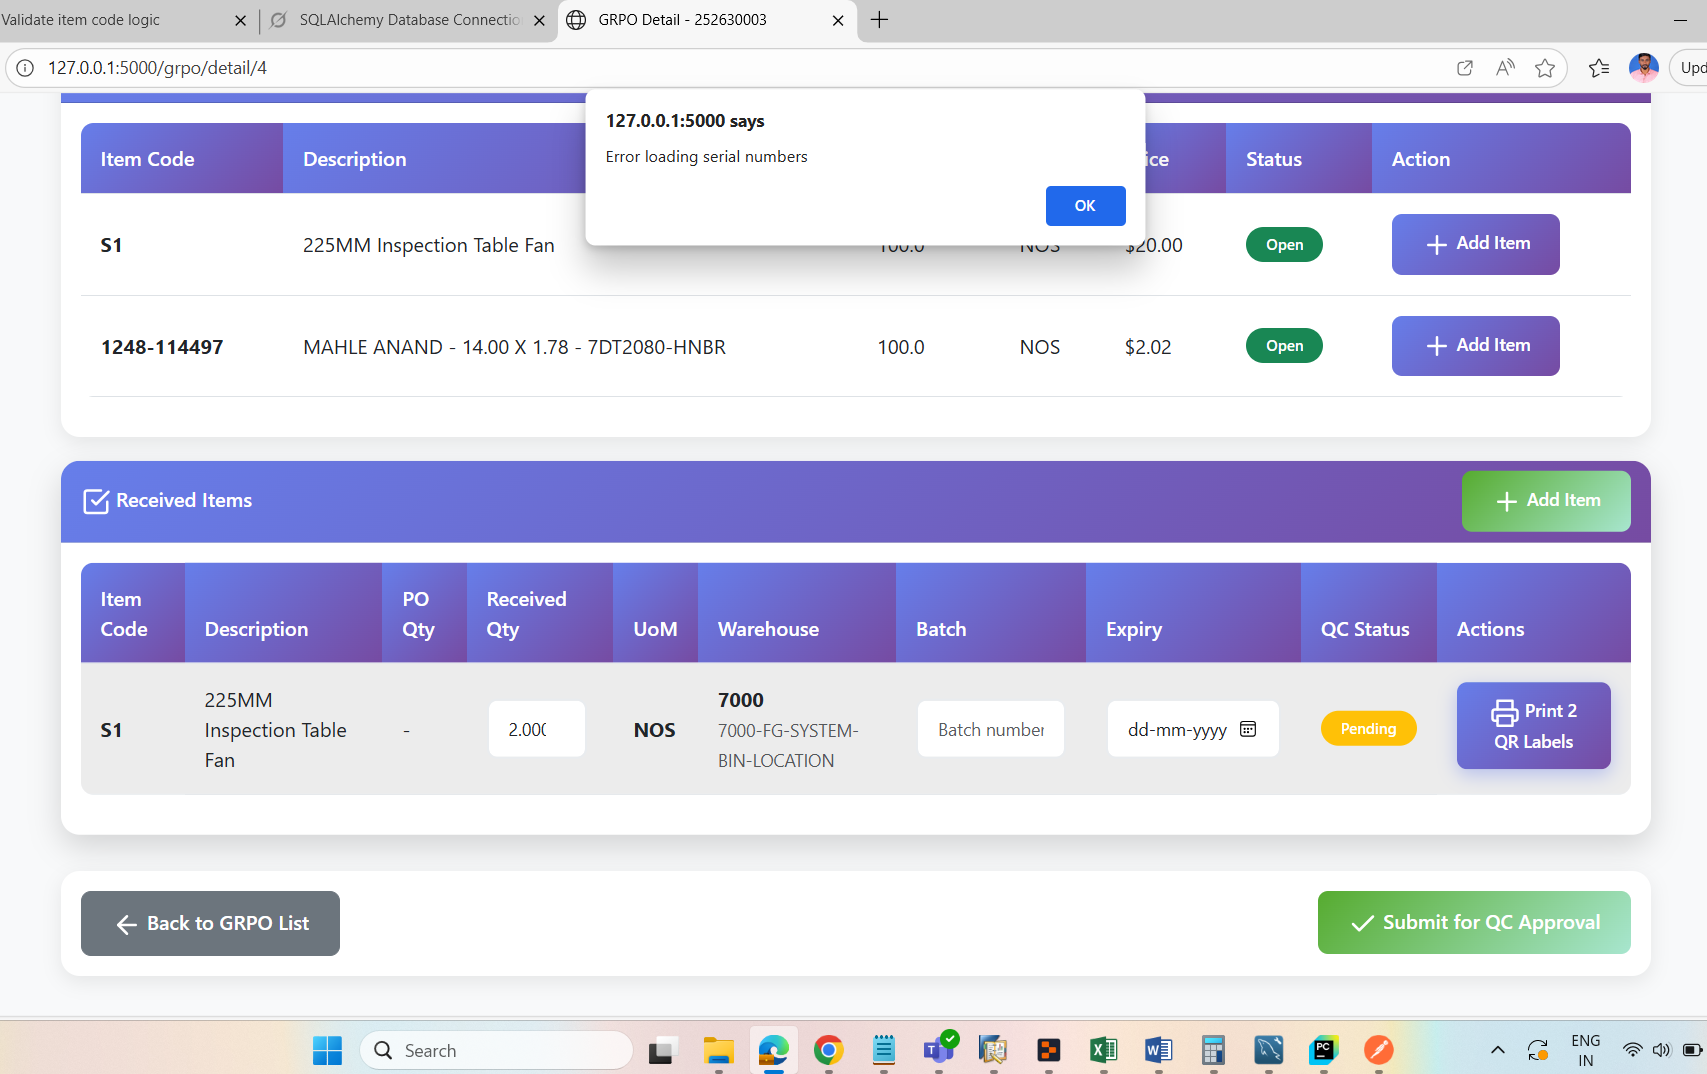 Validate item code logic
SQLAlchemy Database Connectio
GRPO Detail - 252630003
127.0.0.1:5000/grpo/detail/4
Upd
127.0.0.1:5000 says
Error loading serial numbers
OK
Item Code
Description
ice
Status
Action
S1
225MM Inspection Table Fan
100.0
NOS
$20.00
Open
Add Item
1248-114497
MAHLE ANAND - 14.00 X 1.78 - 7DT2080-HNBR
100.0
NOS
$2.02
Open
Add Item
Received Items
Add Item
Item
Code
Description
PO
Qty
Received
Qty
UoM
Warehouse
Batch
Expiry
QC Status
Actions
S1
225MM
Inspection Table
Fan
-
2.000
NOS
7000
7000-FG-SYSTEM-
BIN-LOCATION
Batch number
dd-mm-yyyy
Pending
Print 2
QR Labels
Back to GRPO List
Submit for QC Approval
Search
ENG
IN